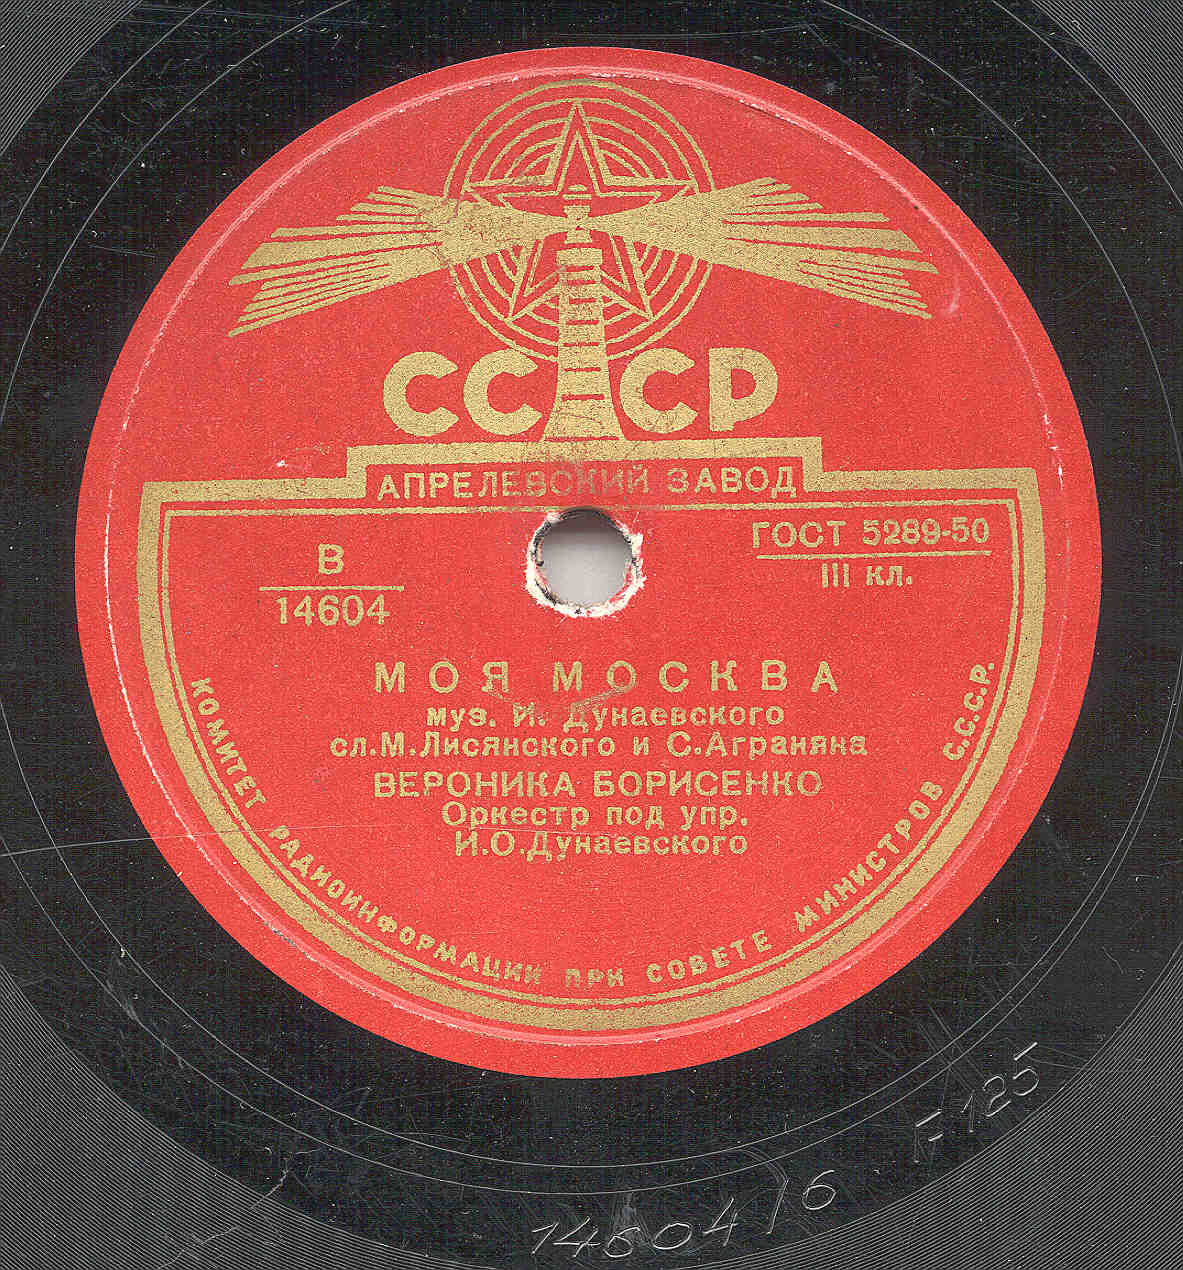 СССР
АПРЕЛЕВСКИЙ ЗАВОД
В
14604
ГОСТ 5289-50
III кл.
МОЯ МОСКВА
муз. И. Дунаевского
сл. М. Лисянского и С. Аграняна
ВЕРОНИКА БОРИСЕНКО
Оркестр под упр.
И.О. Дунаевского
КОМИТЕТ РАДИОИНФОРМАЦИИ ПРИ СОВЕТЕ МИНИСТРОВ С.С.С.Р.
14604/6
F 125